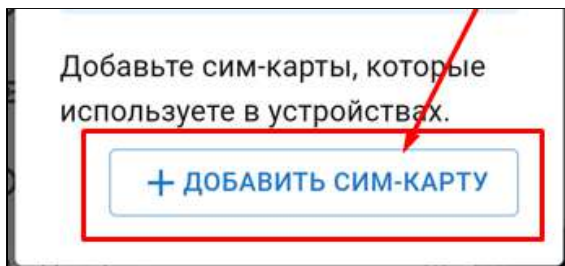 Добавьте сим-карты, которые
используете в устройствах.
+ ДОБАВИТЬ СИМ-КАРТУ